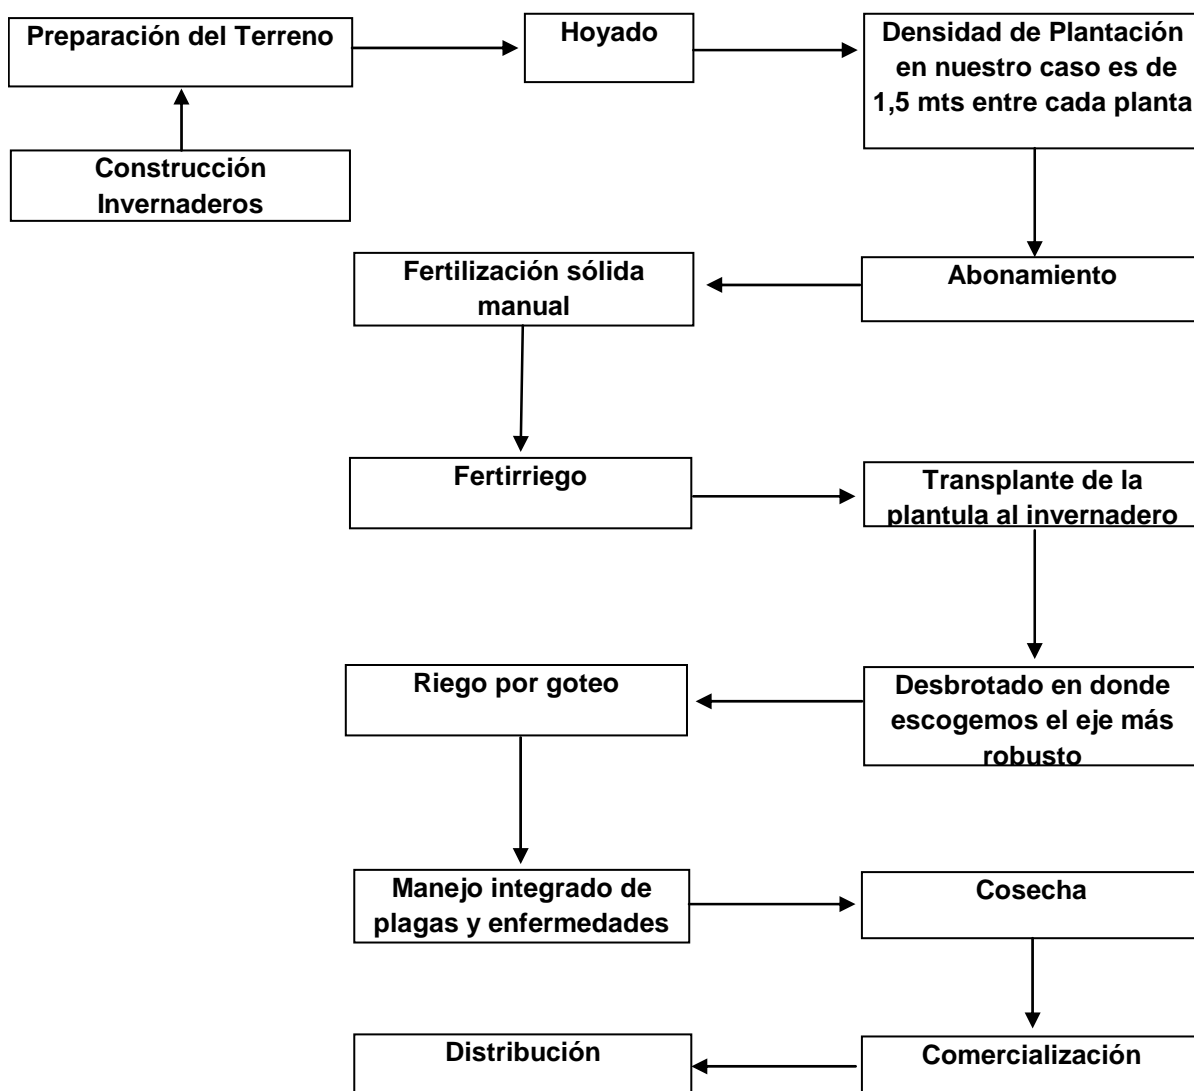 Preparación del Terreno
Hoyado
Densidad de Plantación
en nuestro caso es de
1,5 mts entre cada planta
Construcción
Invernaderos
Fertilización sólida
manual
Abonamiento
Fertirriego
Transplante de la
plantula al invernadero
Riego por goteo
Desbrotado en donde
escogemos el eje más
robusto
Manejo integrado de
plagas y enfermedades
Cosecha
Distribución
Comercialización